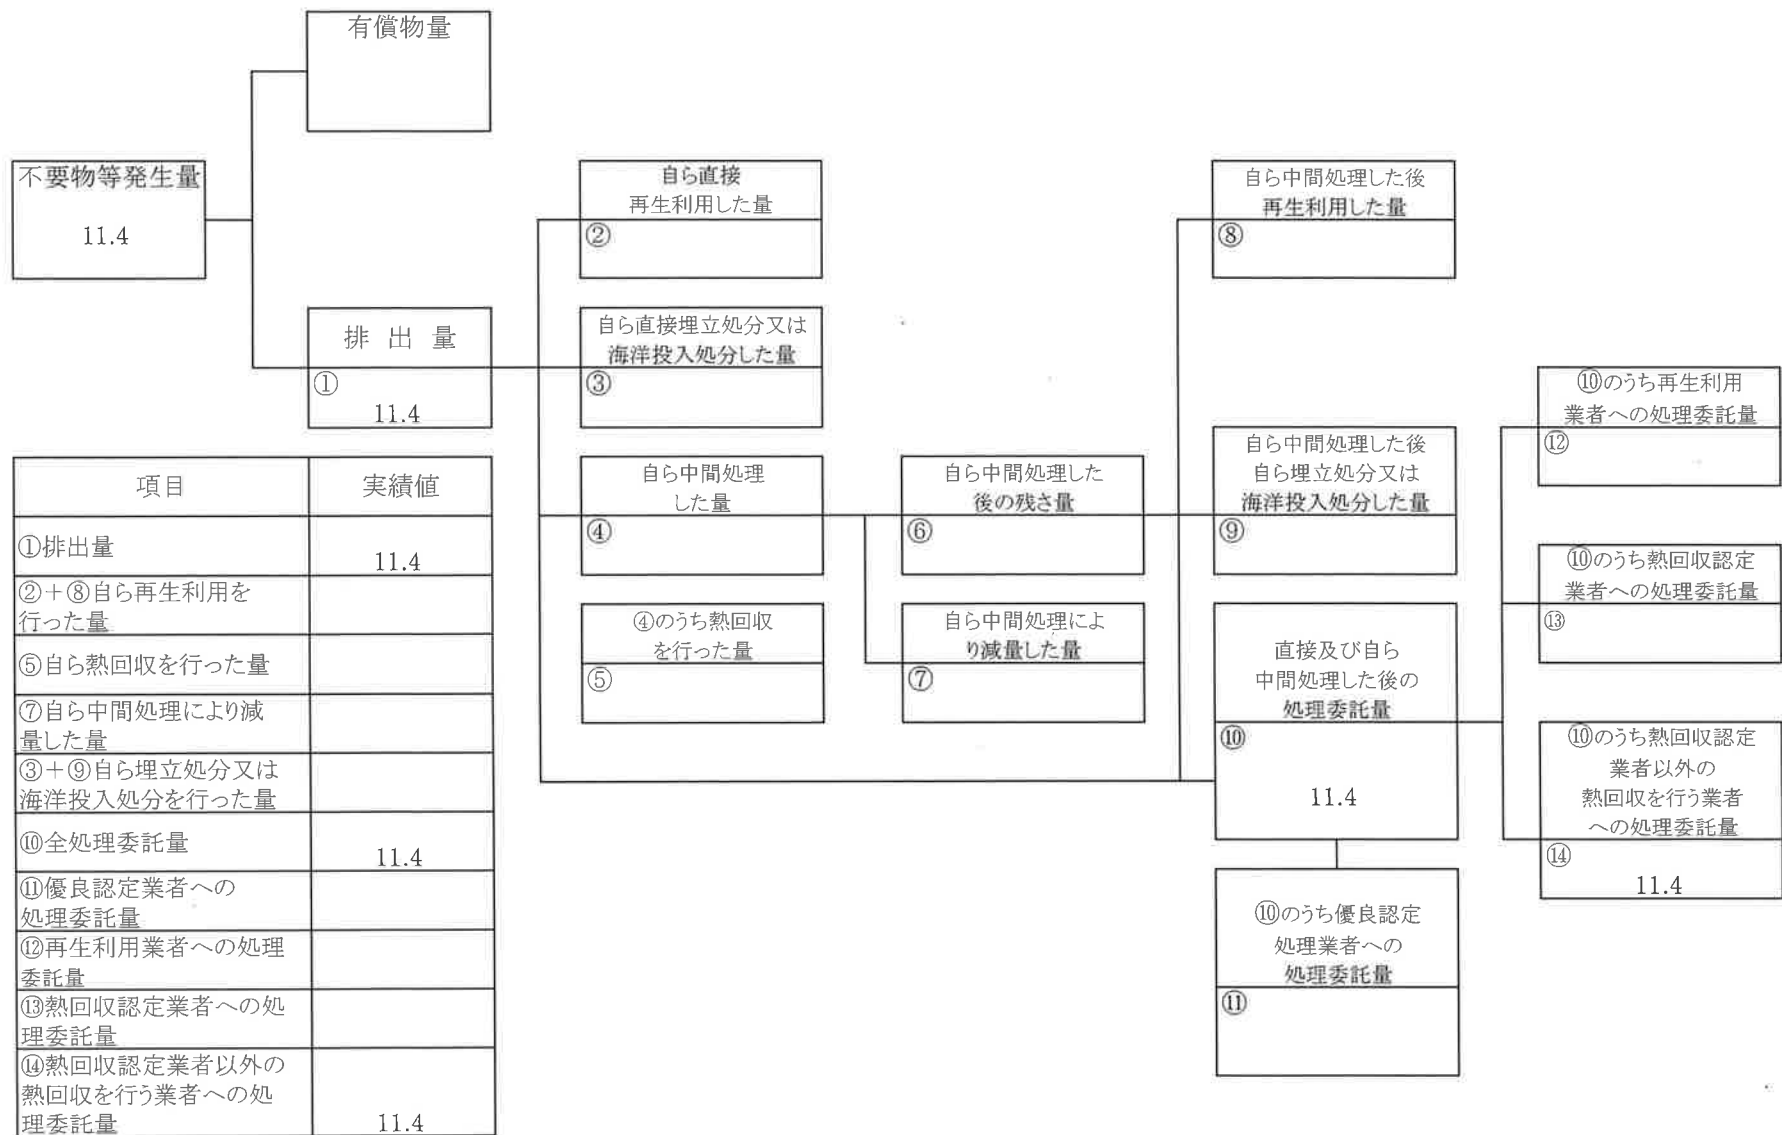 有償物量
不要物等発生量
11.4
排 出 量
①
11.4
自ら直接
再生利用した量
②
自ら直接埋立処分又は
海洋投入処分した量
③
自ら中間処理
した量
④
④のうち熱回収
を行った量
⑤
自ら中間処理した
後の残さ量
⑥
自ら中間処理によ
り減量した量
⑦
自ら中間処理した後
再生利用した量
⑧
自ら中間処理した後
自ら埋立処分又は
海洋投入処分した量
⑨
直接及び自ら
中間処理した後の
処理委託量
⑩
11.4
⑩のうち優良認定
処理業者への
処理委託量
⑪
⑩のうち再生利用
業者への処理委託量
⑫
⑩のうち熱回収認定
業者への処理委託量
⑬
⑩のうち熱回収認定
業者以外の
熱回収を行う業者
への処理委託量
⑭
11.4
項目 実績値
①排出量 11.4
②+⑧自ら再生利用を
行った量
⑤自ら熱回収を行った量
⑦自ら中間処理により減
量した量
③+⑨自ら埋立処分又は
海洋投入処分を行った量
⑩全処理委託量 11.4
⑪優良認定業者への
処理委託量
⑫再生利用業者への処理
委託量
⑬熱回収認定業者への処
理委託量
⑭熱回収認定業者以外の
熱回収を行う業者への処
理委託量 11.4